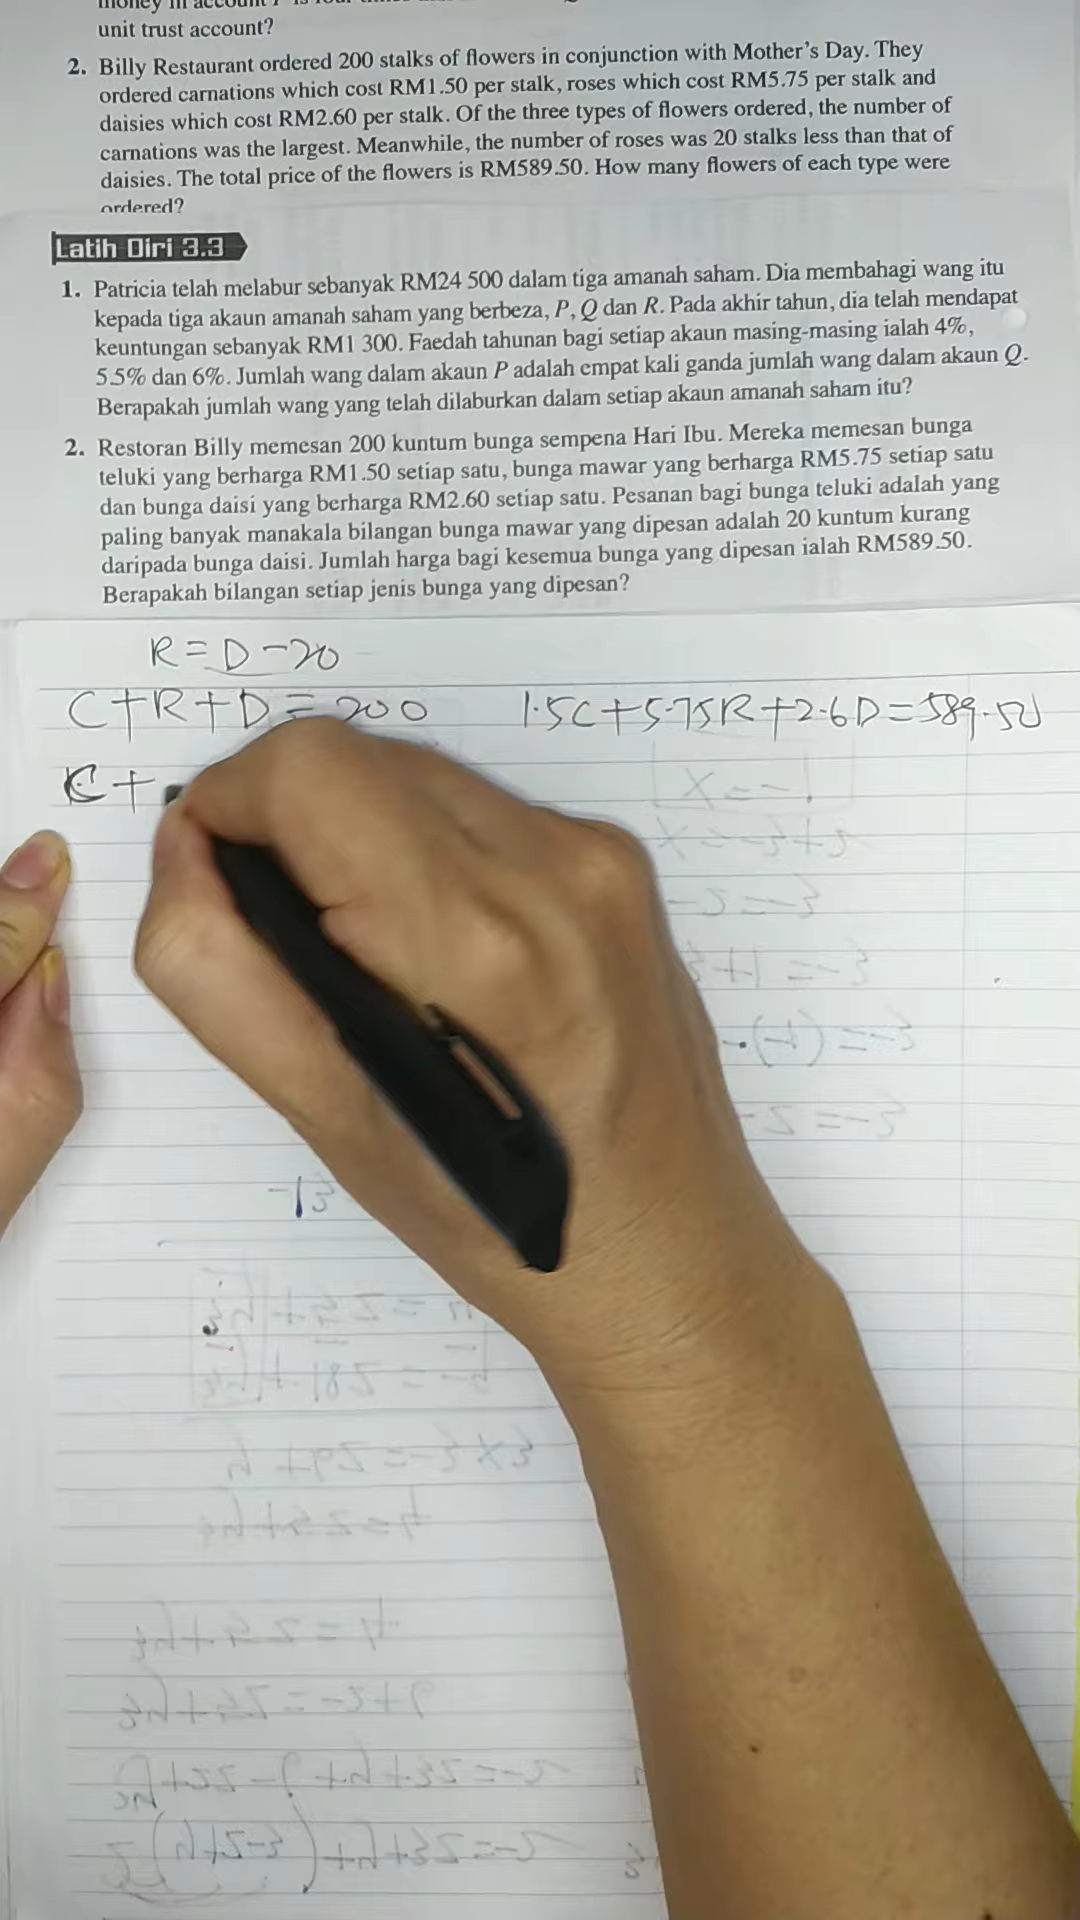 unit trust account?
2. Billy Restaurant ordered 200 stalks of flowers in conjunction with Mother's Day. They
ordered carnations which cost RM1.50 per stalk, roses which cost RM5.75 per stalk and
daisies which cost RM2.60 per stalk. Of the three types of flowers ordered, the number of
carnations was the largest. Meanwhile, the number of roses was 20 stalks less than that of
daisies. The total price of the flowers is RM589.50. How many flowers of each type were
ordered?
Latih Diri 3.3
1. Patricia telah melabur sebanyak RM24 500 dalam tiga amanah saham. Dia membahagi wang itu
kepada tiga akaun amanah saham yang berbeza, P, Q dan R. Pada akhir tahun, dia telah mendapat
keuntungan sebanyak RM1 300. Faedah tahunan bagi setiap akaun masing-masing ialah 4%,
5.5% dan 6%. Jumlah wang dalam akaun P adalah empat kali ganda jumlah wang dalam akaun Q.
Berapakah jumlah wang yang telah dilaburkan dalam setiap akaun amanah saham itu?
2. Restoran Billy memesan 200 kuntum bunga sempena Hari Ibu. Mereka memesan bunga
teluki yang berharga RM1.50 setiap satu, bunga mawar yang berharga RM5.75 setiap satu
dan bunga daisi yang berharga RM2.60 setiap satu. Pesanan bagi bunga teluki adalah yang
paling banyak manakala bilangan bunga mawar yang dipesan adalah 20 kuntum kurang
daripada bunga daisi. Jumlah harga bagi kesemua bunga yang dipesan ialah RM589.50.
Berapakah bilangan setiap jenis bunga yang dipesan?
R=D-20
C+R+D=200 1.5C+5.75R+2.6D=589.50
C+